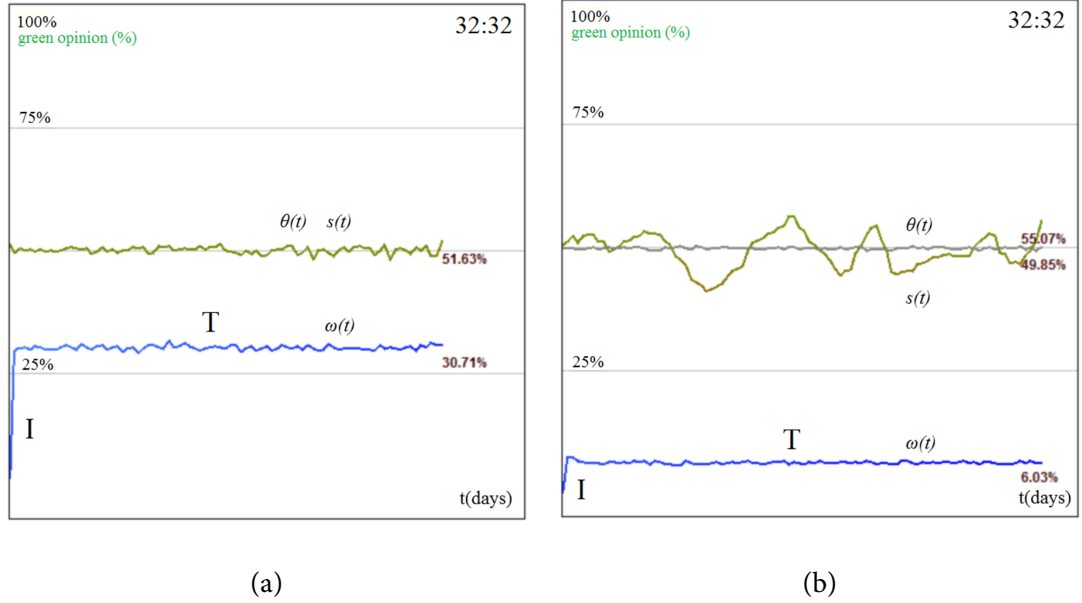 100%
green opinion (%)
32:32
75%
θ(t) s(t)
51.63%
T
ω(t)
25%
30.71%
I
t(days)
(a)
100%
green opinion (%)
32:32
75%
θ(t)
55.07%
49.85%
s(t)
25%
T
ω(t)
6.03%
I
t(days)
(b)